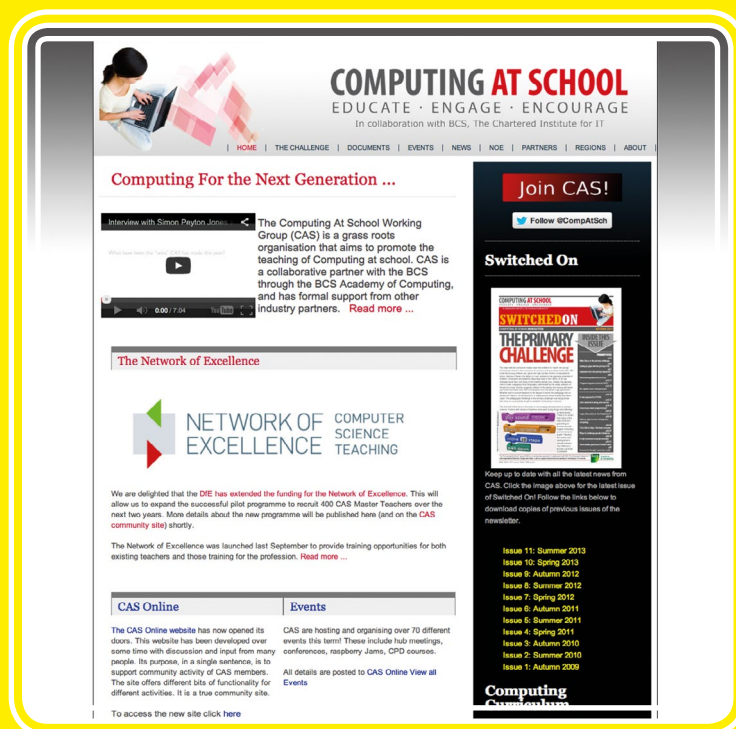 COMPUTING AT SCHOOL
EDUCATE · ENGAGE · ENCOURAGE
In collaboration with BCS, The Chartered Institute for IT
| HOME | THE CHALLENGE | DOCUMENTS | EVENTS | NEWS | NOE | PARTNERS | REGIONS | ABOUT |
Computing For the Next Generation ...
Interview with Simon Peyton Jones
0:00 / 7:04 YouTube
The Computing At School Working
Group (CAS) is a grass roots
organisation that aims to promote the
teaching of Computing at school. CAS is
a collaborative partner with the BCS
through the BCS Academy of Computing,
and has formal support from other
industry partners. Read more ...
The Network of Excellence
NETWORK OF
EXCELLENCE
COMPUTER
SCIENCE
TEACHING
We are delighted that the DfE has extended the funding for the Network of Excellence. This will
allow us to expand the successful pilot programme to recruit 400 CAS Master Teachers over the
next two years. More details about the new programme will be published here (and on the CAS
community site) shortly.
The Network of Excellence was launched last September to provide training opportunities for both
existing teachers and those training for the profession. Read more ...
CAS Online
The CAS Online website has now opened its
doors. This website has been developed over
some time with discussion and input from many
people. Its purpose, in a single sentence, is to
support community activity of CAS members.
The site offers different bits of functionality for
different activities. It is a true community site.
To access the new site click here
Events
CAS are hosting and organising over 70 different
events this term! These include hub meetings,
conferences, raspberry Jams, CPD courses.
All details are posted to CAS Online View all
Events
Join CAS!
Follow @CompAtSch
Switched On
COMPUTING AT SCHOOL
SWITCHEDON
THE PRIMARY
CHALLENGE
INSIDE THIS
ISSUE
Keep up to date with all the latest news from
CAS. Click the image above for the latest issue
of Switched On! Follow the links below to
download copies of previous issues of the
newsletter.
Issue 11: Summer 2013
Issue 10: Spring 2013
Issue 9: Autumn 2012
Issue 8: Summer 2012
Issue 7: Spring 2012
Issue 6: Autumn 2011
Issue 5: Summer 2011
Issue 4: Spring 2011
Issue 3: Autumn 2010
Issue 2: Summer 2010
Issue 1: Autumn 2009
Computing
Curriculum